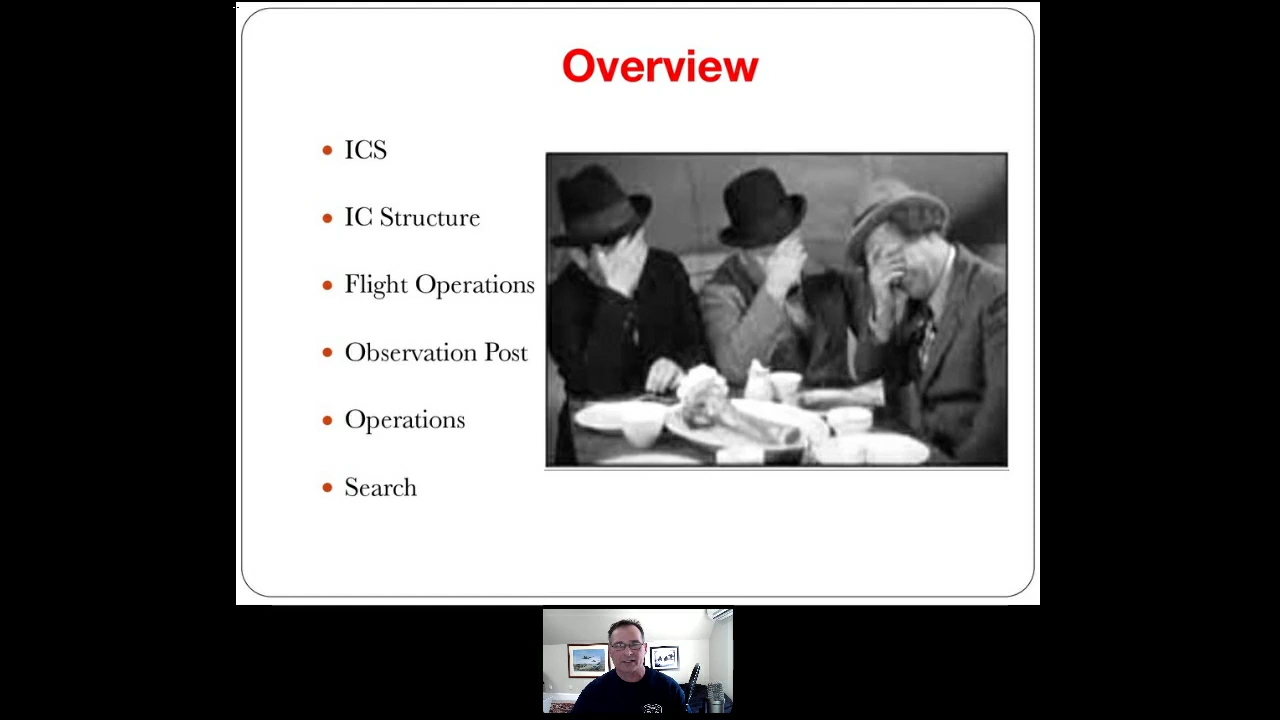 Overview
ICS
IC Structure
Flight Operations
Observation Post
Operations
Search